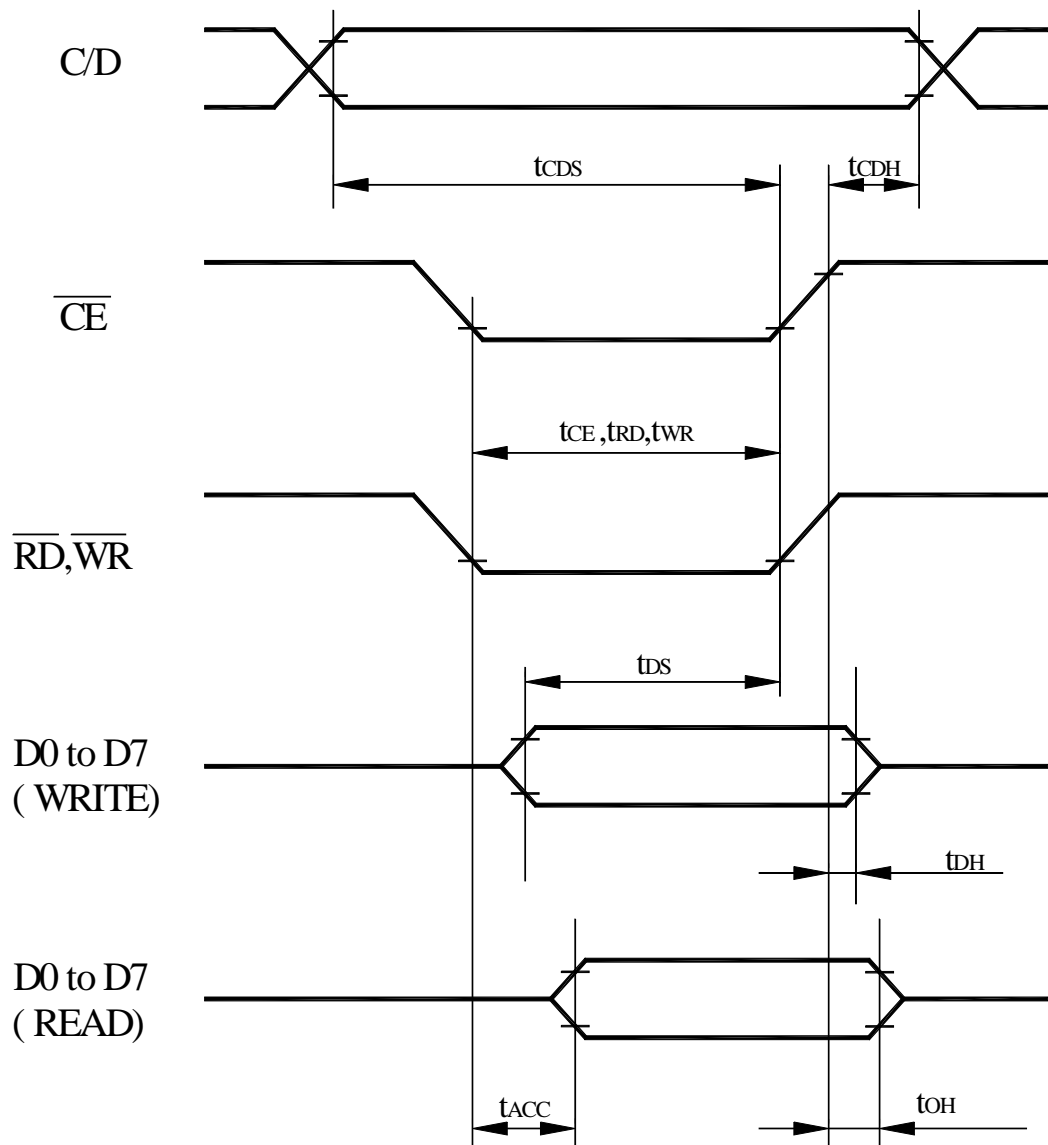 C/D
tCDS
tCDH
CE
tCE ,tRD,tWR
RD,WR
tDS
D0 to D7
( WRITE)
tDH
D0 to D7
( READ)
tACC
tOH